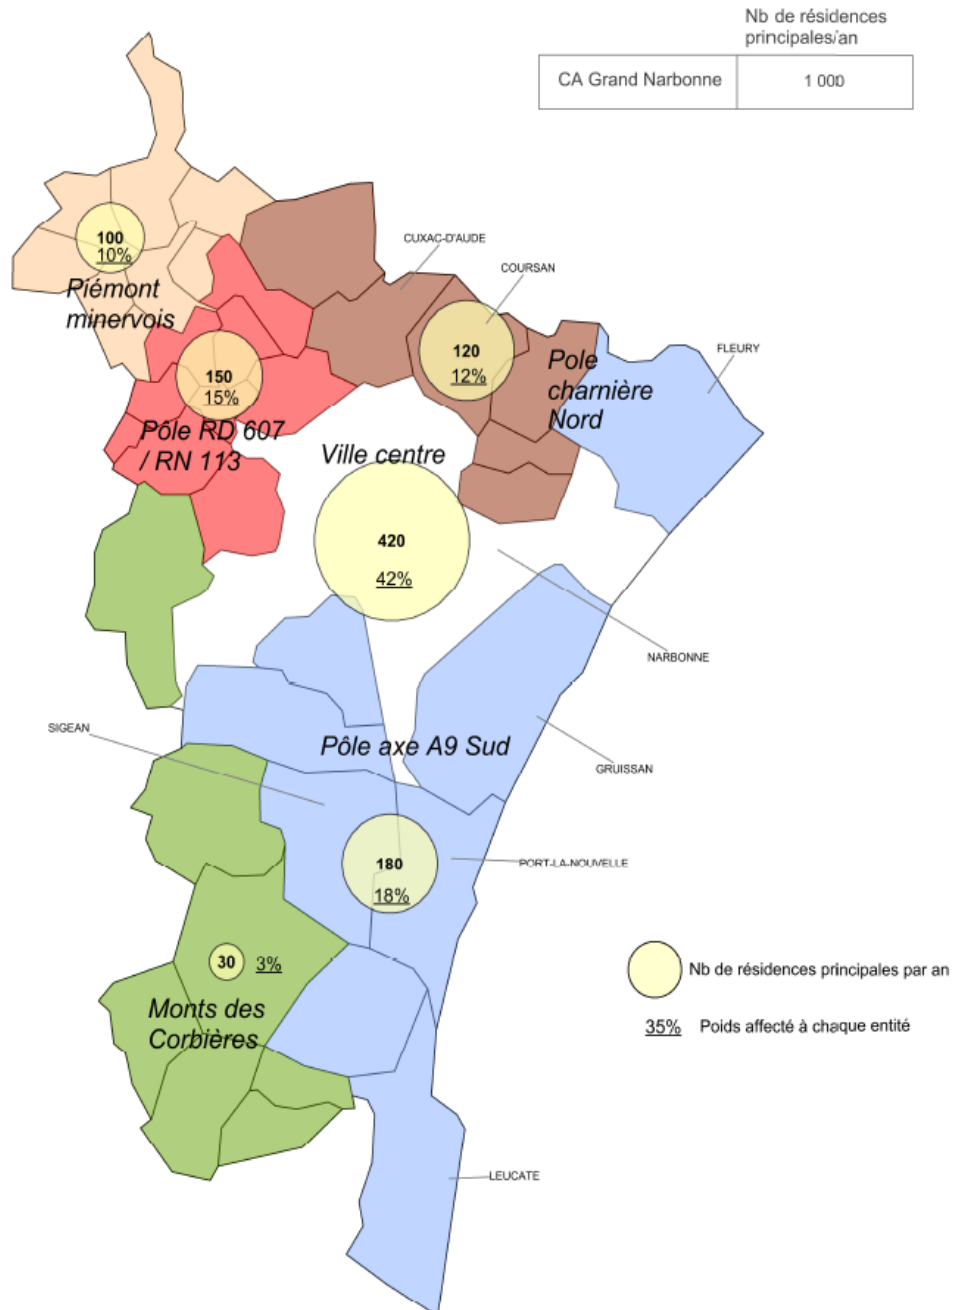 Nb de résidences
principales/an
CA Grand Narbonne
1 000
CUXAC-D'AUDE
COURSAN
100
10%
Piémont
minervois
FLEURY
120
12%
Pole
charnière
Nord
150
15%
Pôle RD 607
/ RN 113
Ville centre
420
42%
NARBONNE
SIGEAN
Pôle axe A9 Sud
GRUISSAN
180
18%
PORT-LA-NOUVELLE
30
3%
Monts des
Corbières
Nb de résidences principales par an
35%
Poids affecté à chaque entité
LEUCATE